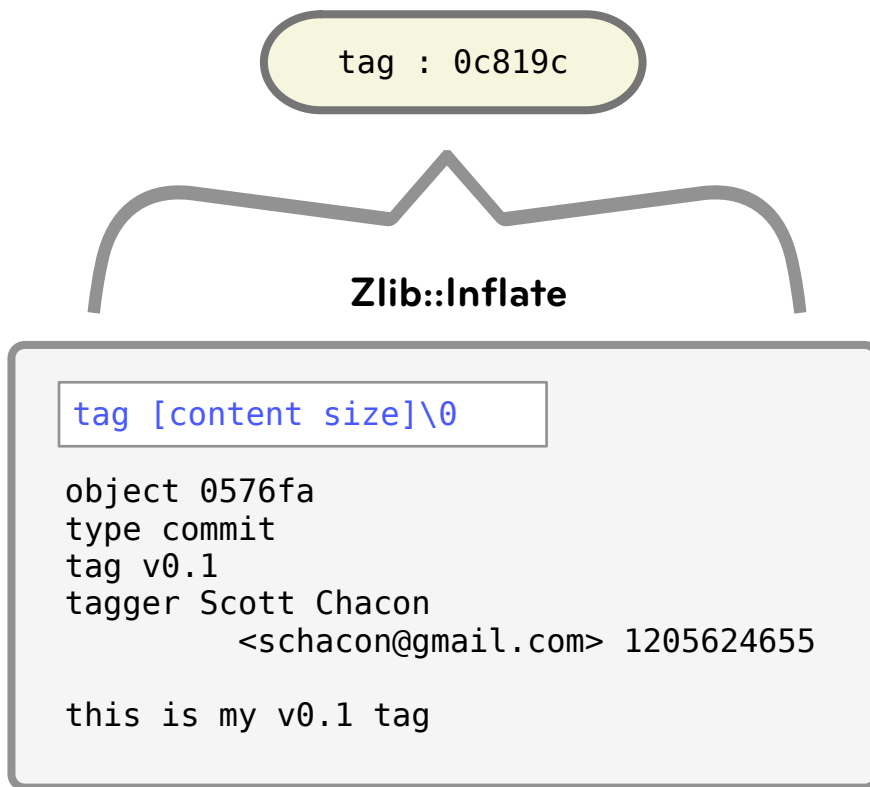 tag : 0c819c
Zlib::Inflate
tag [content size]\0
object 0576fa
type commit
tag v0.1
tagger Scott Chacon
<schacon@gmail.com> 1205624655
this is my v0.1 tag